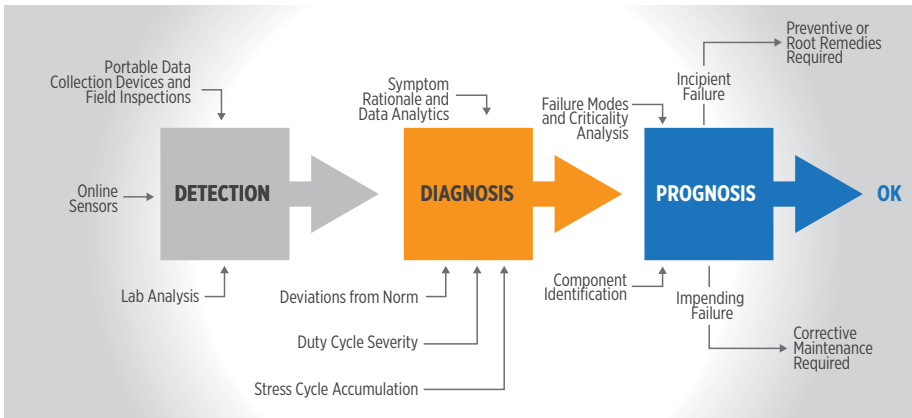 Portable Data
Collection Devices and
Field Inspections
Online
Sensors
DETECTION
Lab Analysis
Symptom
Rationale and
Data Analytics
DIAGNOSIS
Deviations from Norm
Duty Cycle Severity
Stress Cycle Accumulation
Failure Modes
and Criticality
Analysis
PROGNOSIS
Component
Identification
Incipient
Failure
Preventive or
Root Remedies
Required
OK
Impending
Failure
Corrective
Maintenance
Required